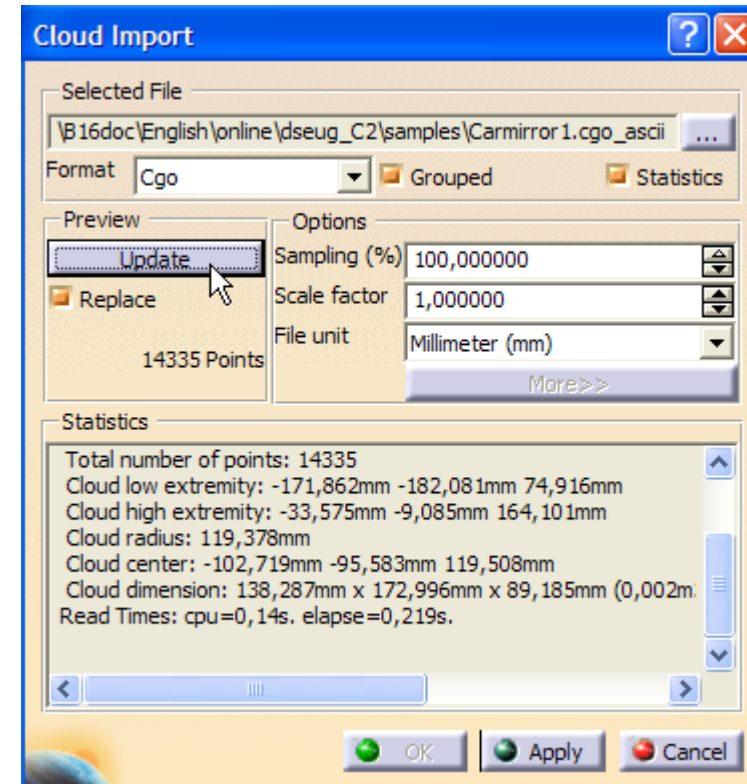 Cloud Import
Selected File
\B16doc\English\online\dseug_C2\samples\Carmirror1.cgo_ascii ...
Format Cgo Grouped Statistics
Preview
Update
Replace
14335 Points
Options
Sampling (%) 100,000000
Scale factor 1,000000
File unit Millimeter (mm)
More>>
Statistics
Total number of points: 14335
Cloud low extremity: -171,862mm -182,081mm 74,916mm
Cloud high extremity: -33,575mm -9,085mm 164,101mm
Cloud radius: 119,378mm
Cloud center: -102,719mm -95,583mm 119,508mm
Cloud dimension: 138,287mm x 172,996mm x 89,185mm (0,002m
Read Times: cpu=0,14s. elapse=0,219s.
OK Apply Cancel